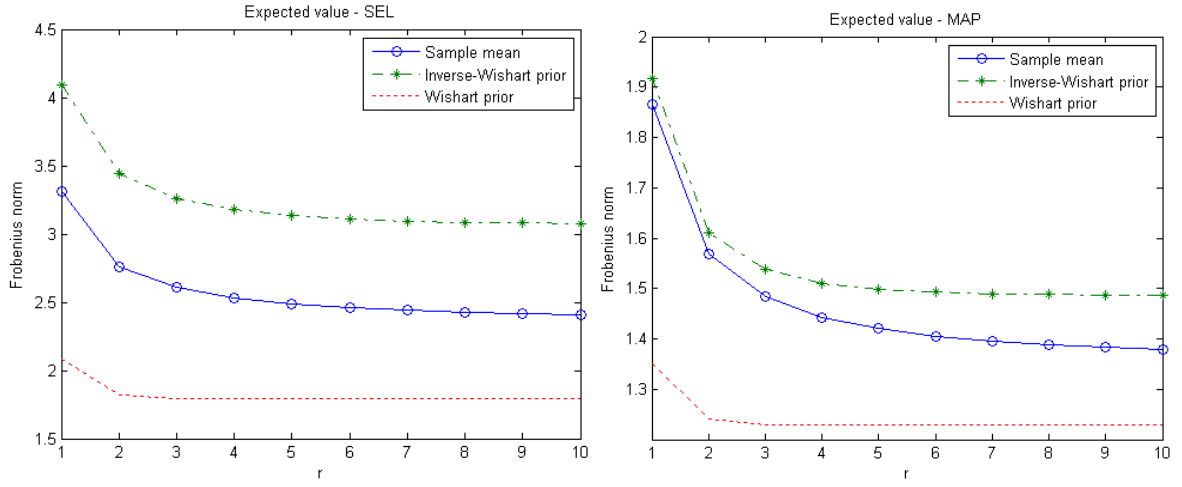 Expected value - SEL
4.5
4
3.5
3
2.5
2
1.5
Frobenius norm
1 2 3 4 5 6 7 8 9 10
r
Sample mean
Inverse-Wishart prior
Wishart prior
Expected value - MAP
2
1.9
1.8
1.7
1.6
1.5
1.4
1.3
Frobenius norm
1 2 3 4 5 6 7 8 9 10
r
Sample mean
Inverse-Wishart prior
Wishart prior